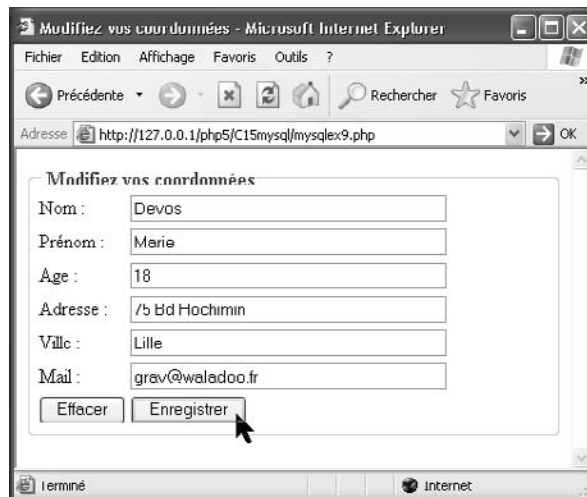 Modifiez vos coordonnées - Microsoft Internet Explorer
Fichier Edition Affichage Favoris Outils ?
Précédente Rechercher Favoris »
Adresse http://127.0.0.1/php5/C15mysql/mysqlex9.php OK
Modifiez vos coordonnées
Nom : Devos
Prénom : Marie
Age : 18
Adresse : 75 Bd Hochimin
Ville : Lille
Mail : grav@waladoo.fr
Effacer Enregistrer
Terminé Internet